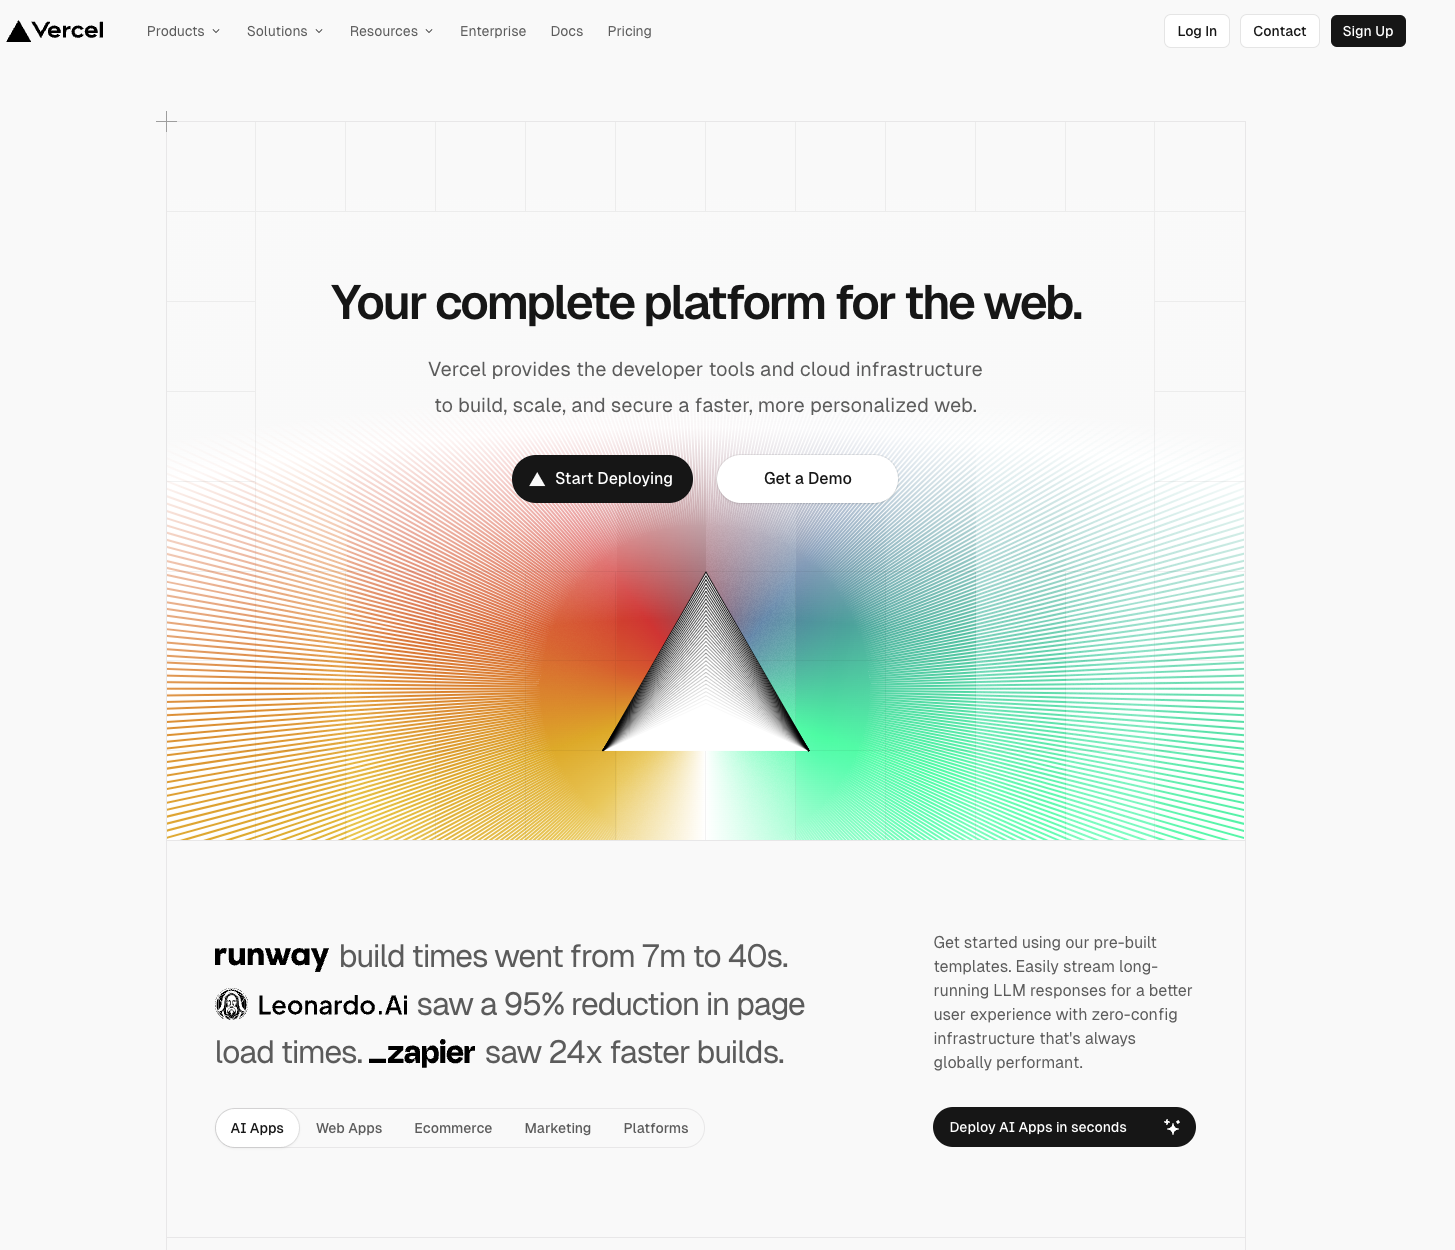 Vercel
Products
Solutions
Resources
Enterprise
Docs
Pricing
Log In
Contact
Sign Up
Your complete platform for the web.
Vercel provides the developer tools and cloud infrastructure
to build, scale, and secure a faster, more personalized web.
Start Deploying
Get a Demo
runway build times went from 7m to 40s.
Leonardo.Ai saw a 95% reduction in page
load times. _zapier saw 24x faster builds.
AI Apps
Web Apps
Ecommerce
Marketing
Platforms
Get started using our pre-built
templates. Easily stream long-
running LLM responses for a better
user experience with zero-config
infrastructure that's always
globally performant.
Deploy AI Apps in seconds